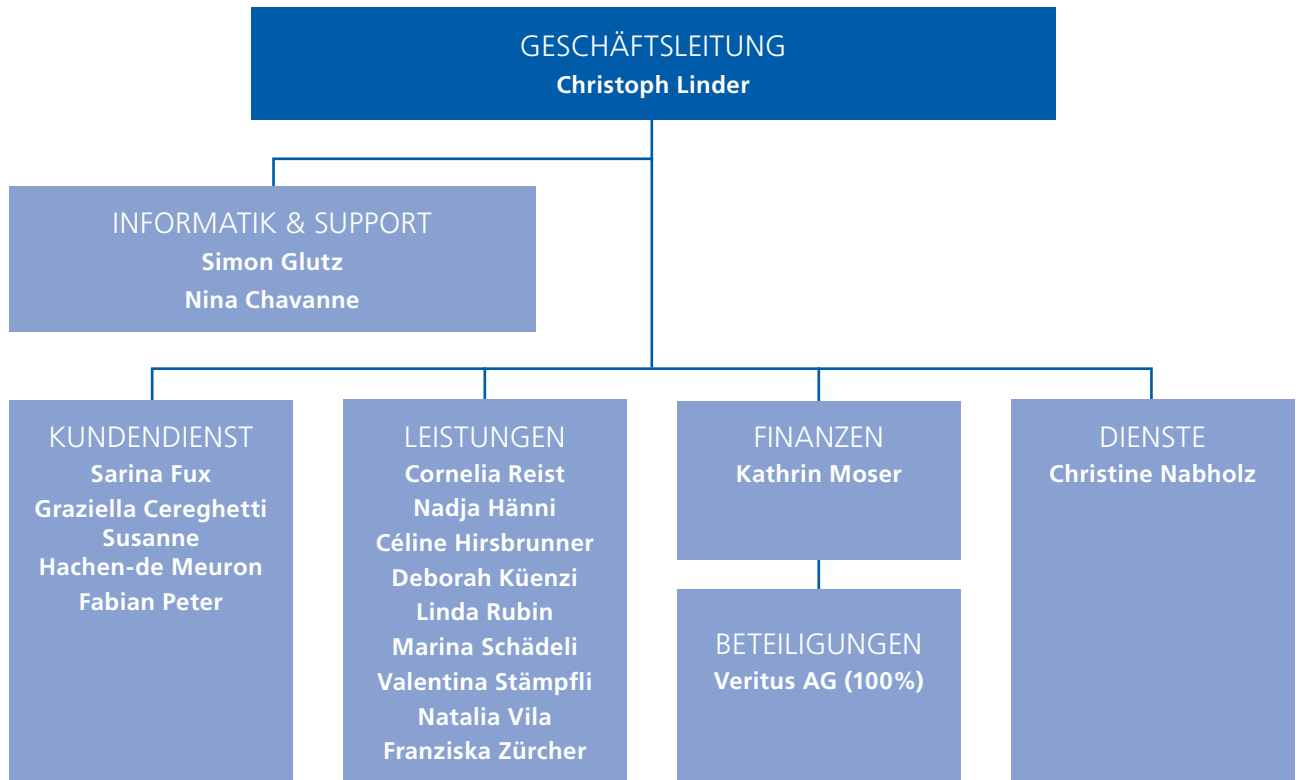 GESCHÄFTSLEITUNG
Christoph Linder
INFORMATIK & SUPPORT
Simon Glutz
Nina Chavanne
KUNDENDIENST
Sarina Fux
Graziella Cereghetti
Susanne
Hachen-de Meuron
Fabian Peter
LEISTUNGEN
Cornelia Reist
Nadja Hänni
Céline Hirsbrunner
Deborah Küenzi
Linda Rubin
Marina Schädeli
Valentina Stämpfli
Natalia Vila
Franziska Zürcher
FINANZEN
Kathrin Moser
BETEILIGUNGEN
Veritus AG (100%)
DIENSTE
Christine Nabholz